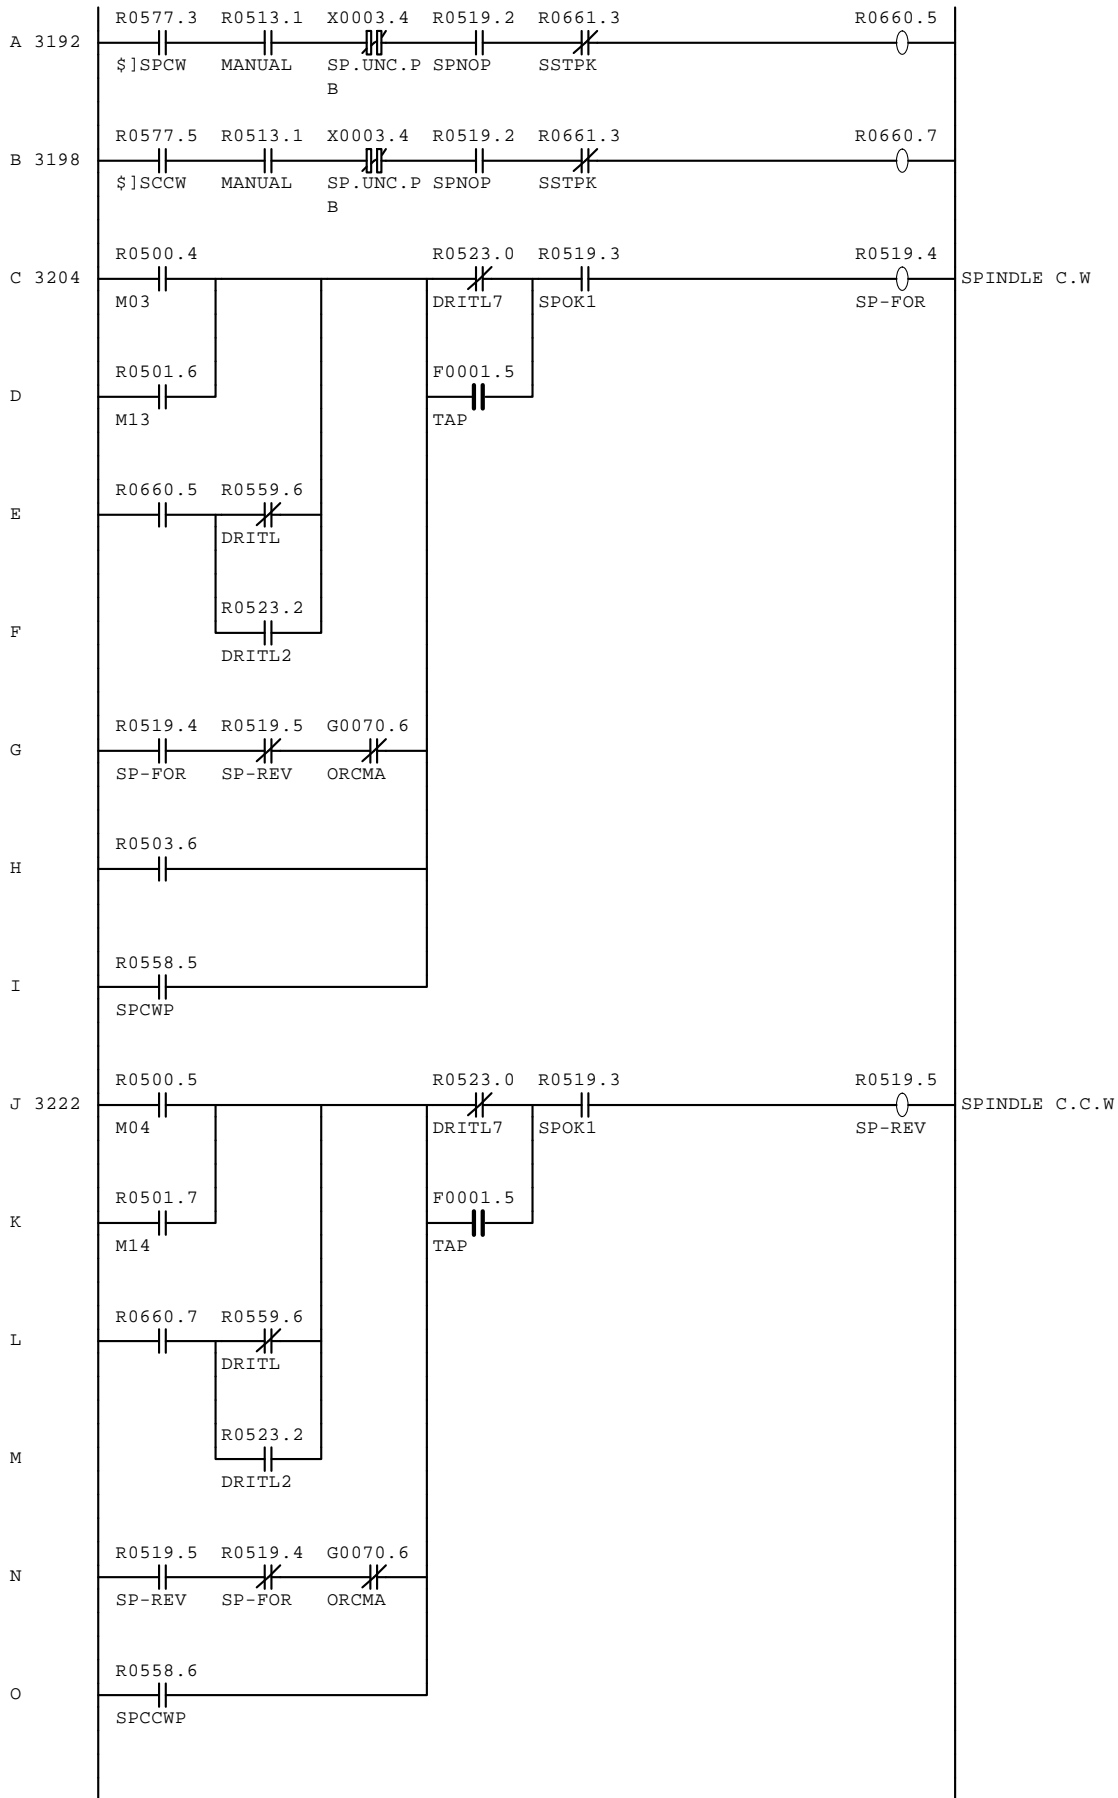 R0577.3 R0513.1 X0003.4 R0519.2 R0661.3 R0660.5
A 3192
$]SPCW MANUAL SP.UNC.P SPNOP SSTPK
B
R0577.5 R0513.1 X0003.4 R0519.2 R0661.3 R0660.7
B 3198
$]SCCW MANUAL SP.UNC.P SPNOP SSTPK
B
R0500.4 R0523.0 R0519.3 R0519.4
C 3204 SPINDLE C.W
M03 DRITL7 SPOK1 SP-FOR
R0501.6 F0001.5
D
M13 TAP
R0660.5 R0559.6
E
DRITL
R0523.2
F
DRITL2
R0519.4 R0519.5 G0070.6
G
SP-FOR SP-REV ORCMA
R0503.6
H
R0558.5
I
SPCWP
R0500.5 R0523.0 R0519.3 R0519.5
J 3222 SPINDLE C.C.W
M04 DRITL7 SPOK1 SP-REV
R0501.7 F0001.5
K
M14 TAP
R0660.7 R0559.6
L
DRITL
R0523.2
M
DRITL2
R0519.5 R0519.4 G0070.6
N
SP-REV SP-FOR ORCMA
R0558.6
O
SPCCWP